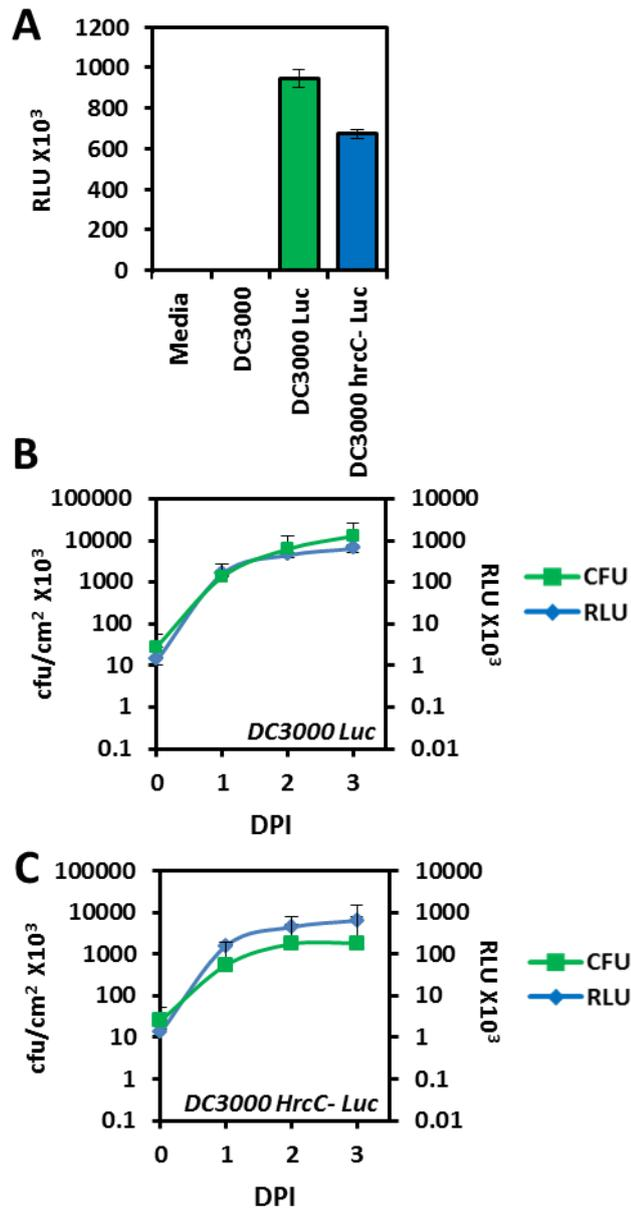 A
RLU X10³
1200
1000
800
600
400
200
0
Media
DC3000
DC3000 Luc
DC3000 hrcC- Luc
B
cfu/cm² X10³
100000
10000
1000
100
10
1
0.1
10000
1000
100
10
1
0.1
0.01
RLU X10³
CFU
RLU
DC3000 Luc
0 1 2 3
DPI
C
cfu/cm² X10³
100000
10000
1000
100
10
1
0.1
10000
1000
100
10
1
0.1
0.01
RLU X10³
CFU
RLU
DC3000 HrcC- Luc
0 1 2 3
DPI